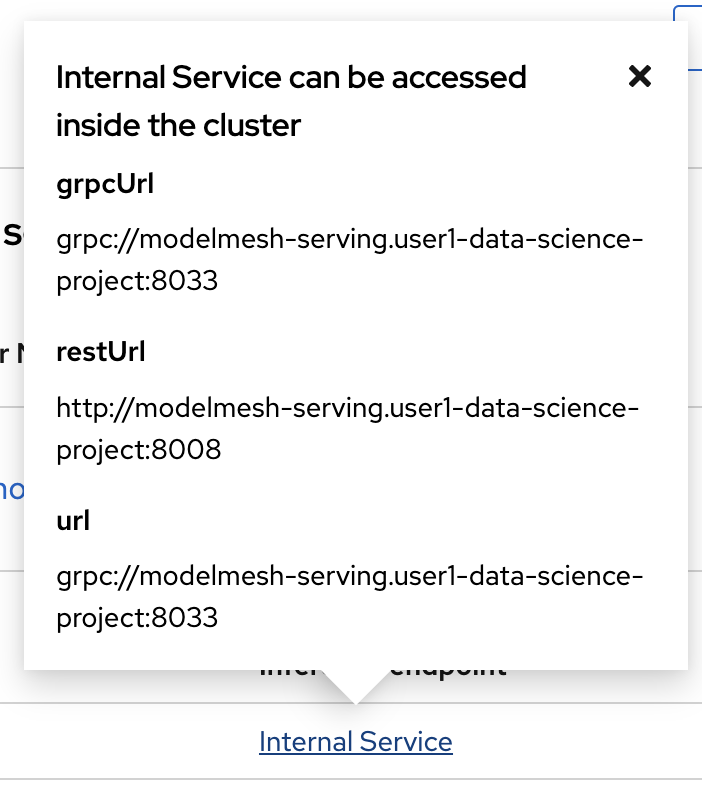 Internal Service can be accessed
inside the cluster
grpcUrl
grpc://modelmesh-serving.user1-data-science-
project:8033
restUrl
http://modelmesh-serving.user1-data-science-
project:8008
url
grpc://modelmesh-serving.user1-data-science-
project:8033
endpoint
Internal Service